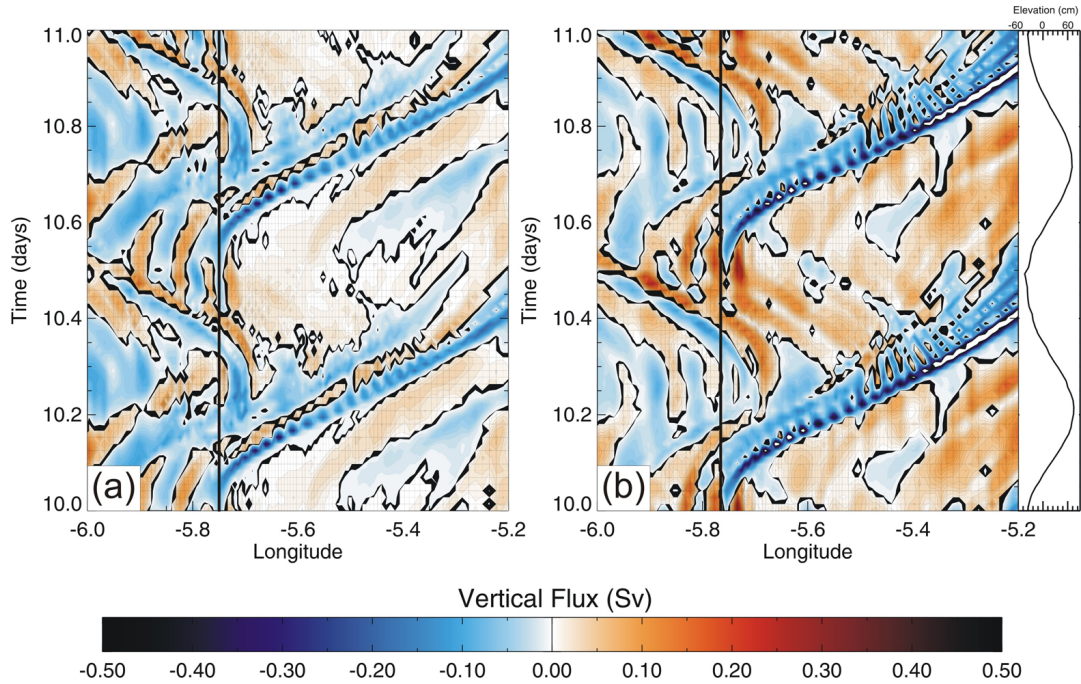 Elevation (cm)
-60 0 60
11.0
10.8
10.6
10.4
10.2
10.0
Time (days)
(a)
-6.0 -5.8 -5.6 -5.4 -5.2
Longitude
11.0
10.8
10.6
10.4
10.2
10.0
Time (days)
(b)
-6.0 -5.8 -5.6 -5.4 -5.2
Longitude
Vertical Flux (Sv)
-0.50 -0.40 -0.30 -0.20 -0.10 0.00 0.10 0.20 0.30 0.40 0.50